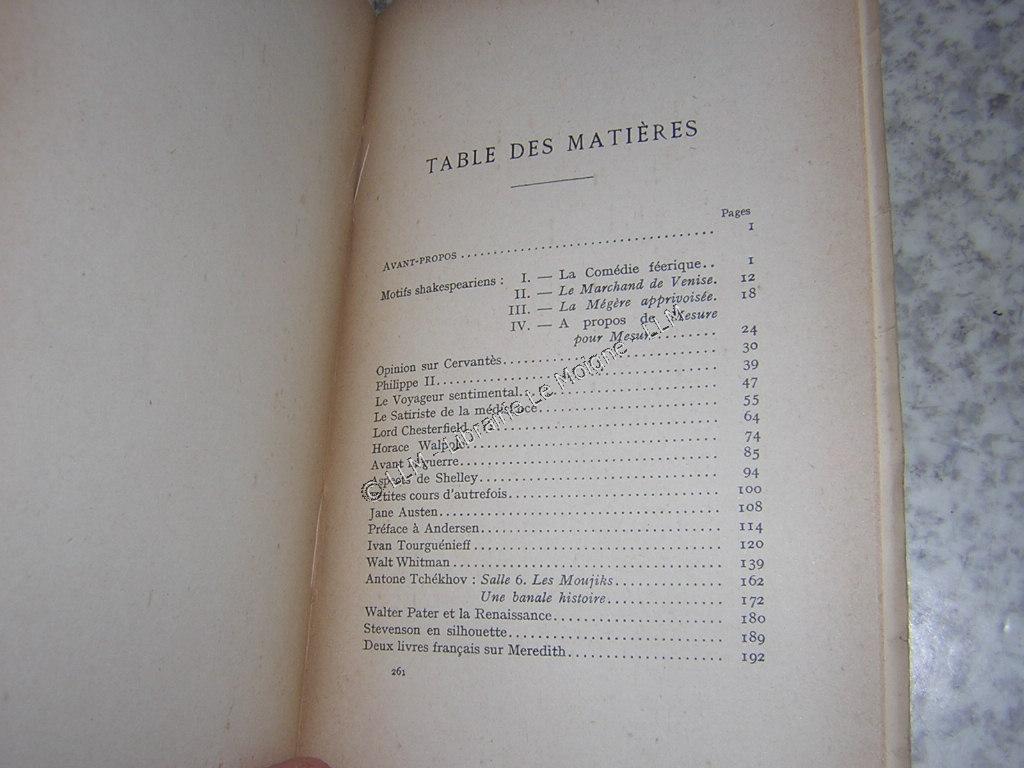 TABLE DES MATIÈRES
Pages
AVANT-PROPOS ........ 1
Motifs shakespeariens : I. — La Comédie féerique.. 1
II. — Le Marchand de Venise. 12
III. — La Mégère apprivoisée. 18
IV. — A propos de Mesure
pour Mesure ........ 24
Opinion sur Cervantès ........ 30
Philippe II ........ 39
Le Voyageur sentimental ........ 47
Le Satiriste de la médisance ........ 55
Lord Chesterfield ........ 64
Horace Walpole ........ 74
Avant la guerre ........ 85
Aspects de Shelley ........ 94
Petites cours d'autrefois ........ 100
Jane Austen ........ 108
Préface à Andersen ........ 114
Ivan Tourguénieff ........ 120
Walt Whitman ........ 139
Antone Tchékhov : Salle 6. Les Moujiks ........ 162
Une banale histoire ........ 172
Walter Pater et la Renaissance ........ 180
Stevenson en silhouette ........ 189
Deux livres français sur Meredith ........ 192
261
© LLM - Librairie Le Moigne - LLM